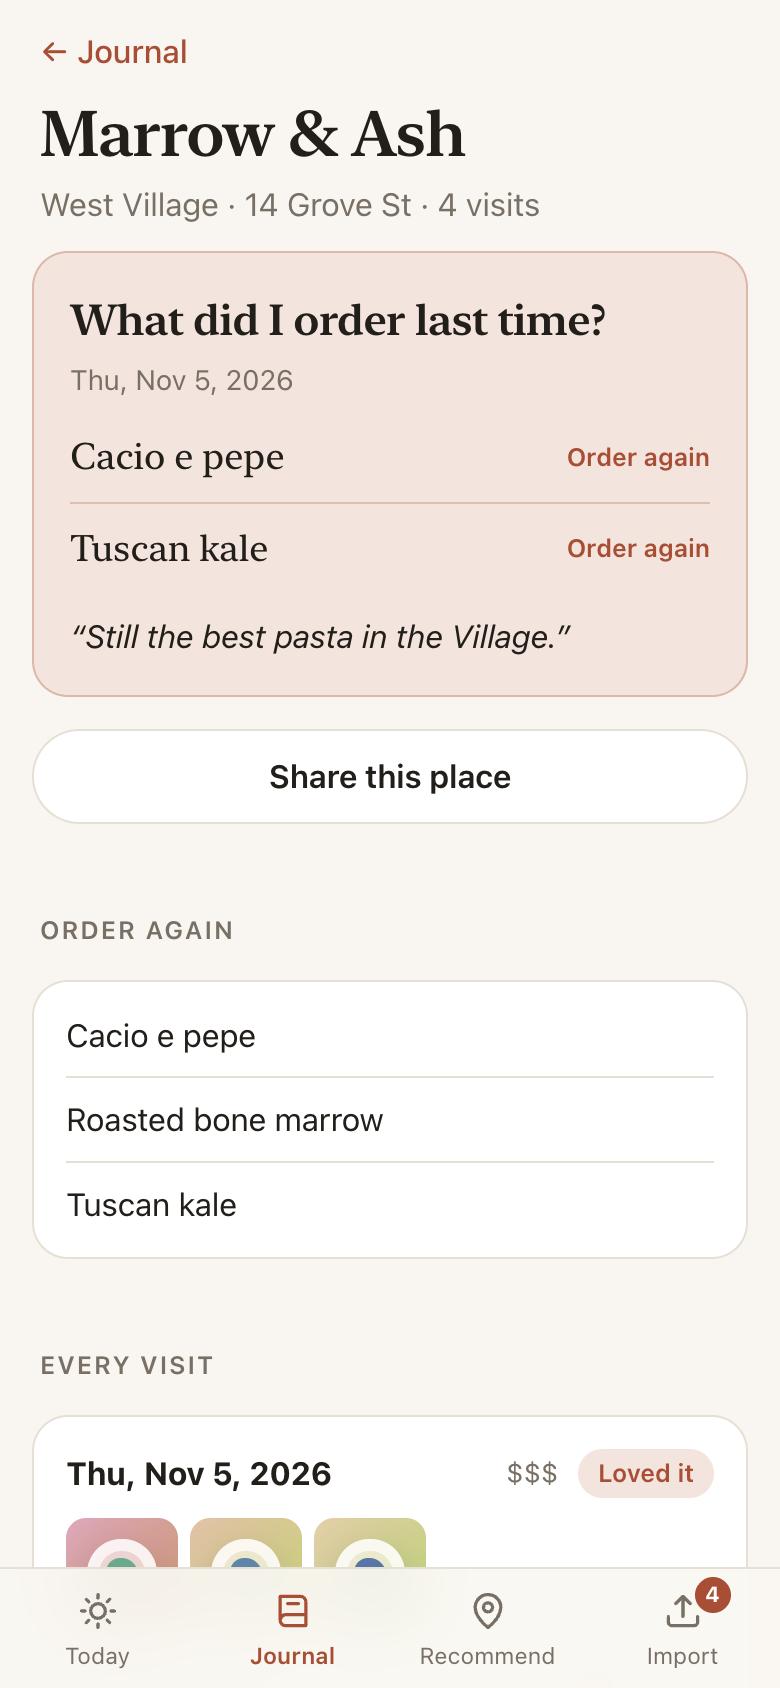 ← Journal
Marrow & Ash
West Village · 14 Grove St · 4 visits
What did I order last time?
Thu, Nov 5, 2026
Cacio e pepe Order again
Tuscan kale Order again
“Still the best pasta in the Village.”
Share this place
ORDER AGAIN
Cacio e pepe
Roasted bone marrow
Tuscan kale
EVERY VISIT
Thu, Nov 5, 2026 $$$ Loved it
4
Today Journal Recommend Import